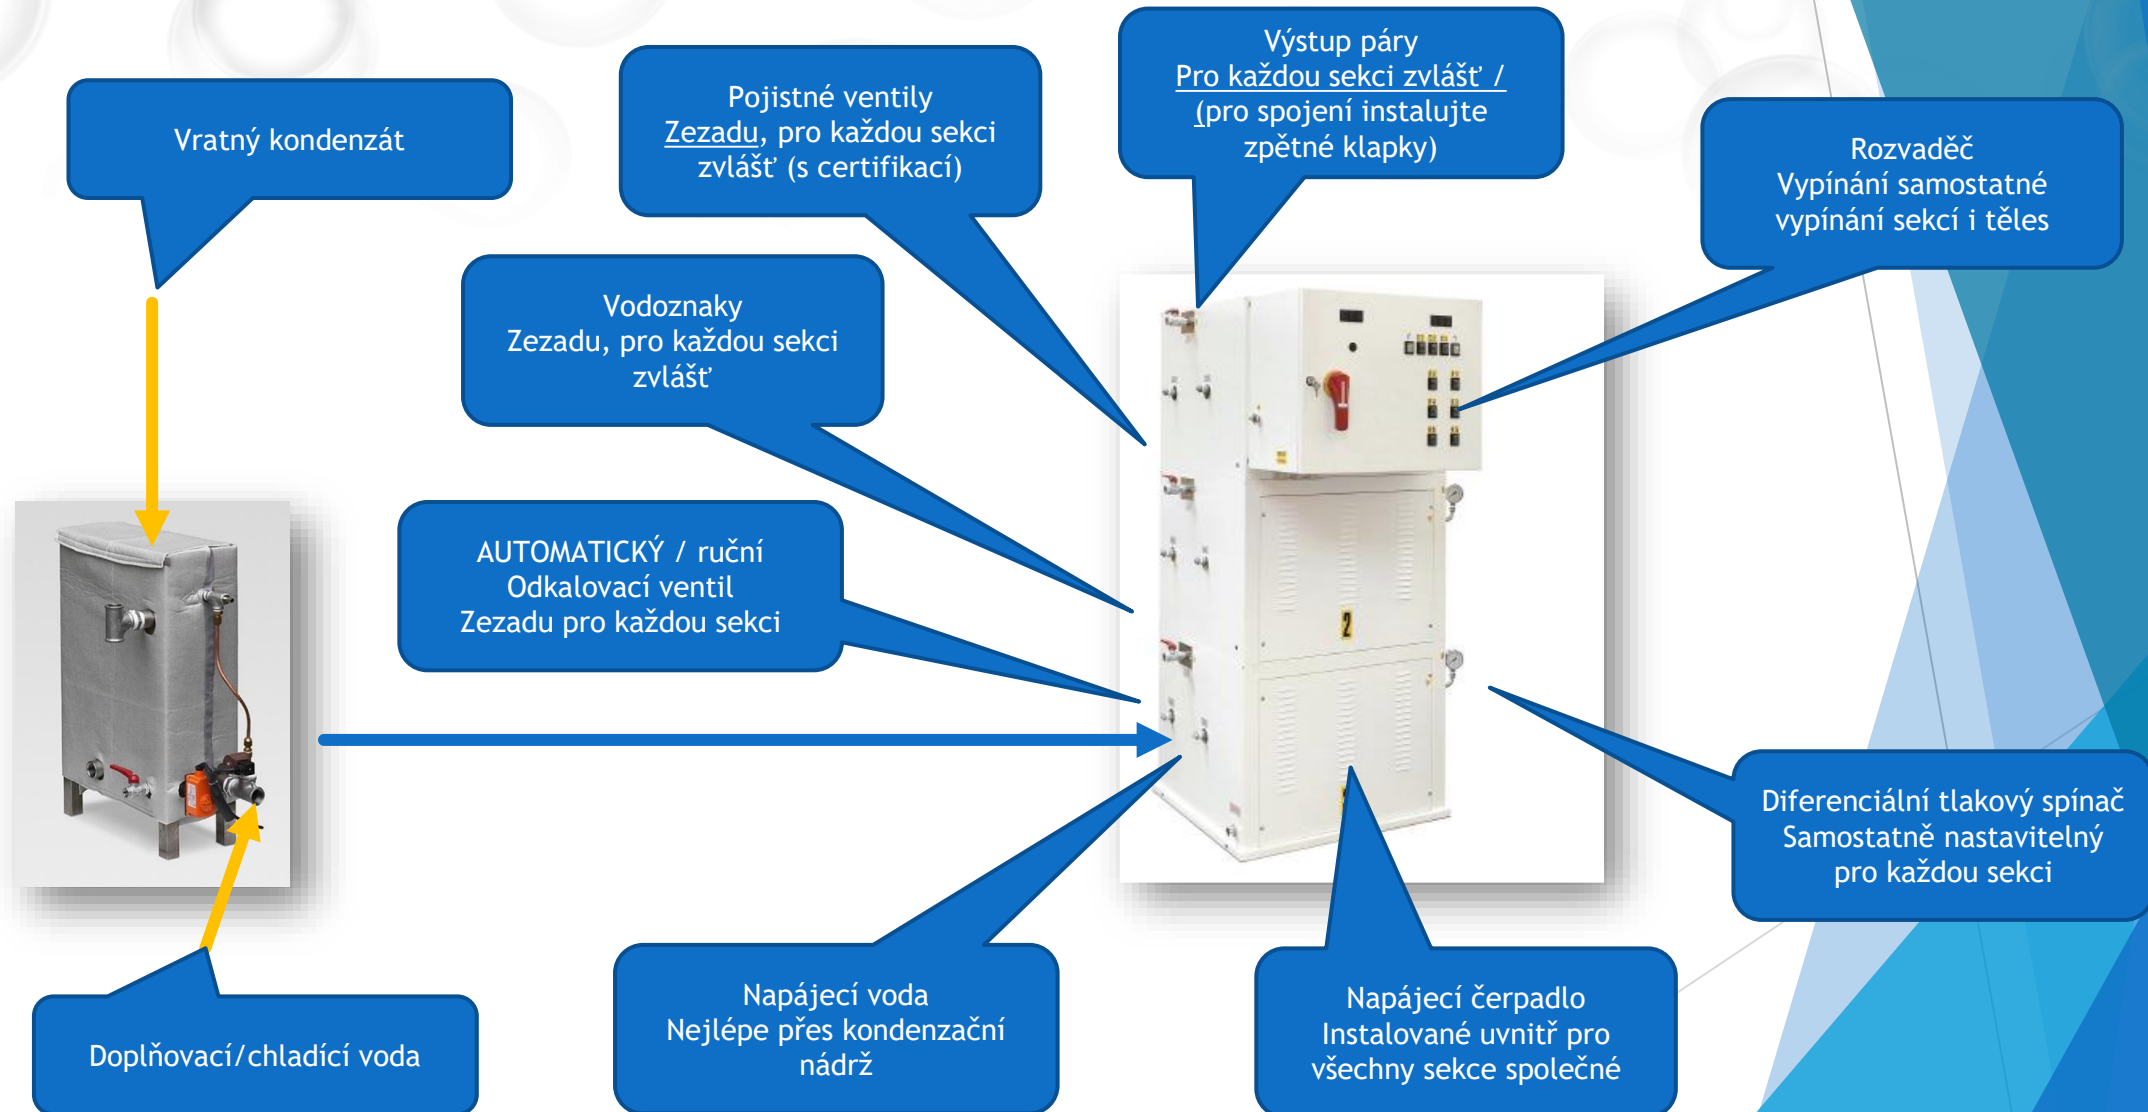 Vratný kondenzát
Pojistné ventily
Zezadu, pro každou sekci
zvlášť (s certifikací)
Výstup páry
Pro každou sekci zvlášť /
(pro spojení instalujte
zpětné klapky)
Rozvaděč
Vypínání samostatné
vypínání sekcí i těles
Vodoznaky
Zezadu, pro každou sekci
zvlášť
AUTOMATICKÝ / ruční
Odkalovací ventil
Zezadu pro každou sekci
2
Diferenciální tlakový spínač
Samostatně nastavitelný
pro každou sekci
Napájecí voda
Nejlépe přes kondenzační
nádrž
Napájecí čerpadlo
Instalované uvnitř pro
všechny sekce společné
Doplňovací/chladící voda